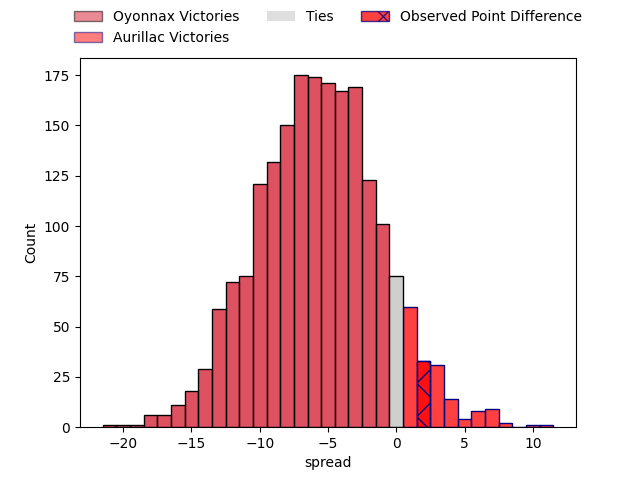 Oyonnax Victories
Ties
Observed Point Difference
Aurillac Victories
175
150
125
100
75
50
25
0
Count
−20
−15
−10
−5
0
5
10
spread